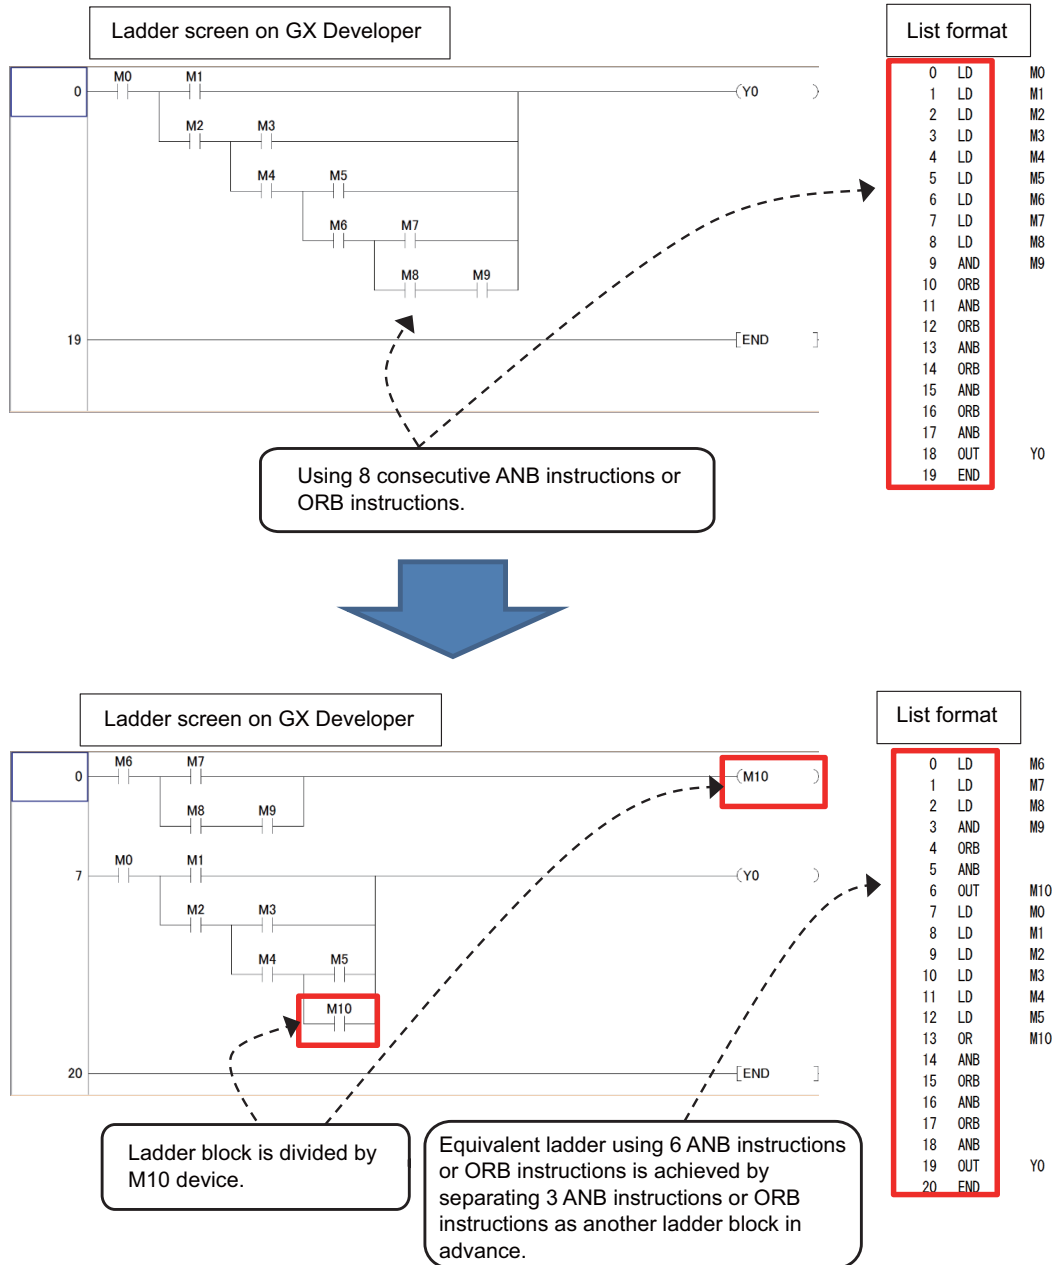 Ladder screen on GX Developer
List format
M0 M1
0 (Y0 )
M2 M3
M4 M5
M6 M7
M8 M9
19 [END ]
0 LD M0
1 LD M1
2 LD M2
3 LD M3
4 LD M4
5 LD M5
6 LD M6
7 LD M7
8 LD M8
9 AND M9
10 ORB
11 ANB
12 ORB
13 ANB
14 ORB
15 ANB
16 ORB
17 ANB
18 OUT Y0
19 END
Using 8 consecutive ANB instructions or
ORB instructions.
Ladder screen on GX Developer
List format
M6 M7
0 (M10 )
M8 M9
M0 M1
7 (Y0 )
M2 M3
M4 M5
M10
20 [END ]
0 LD M6
1 LD M7
2 LD M8
3 AND M9
4 ORB
5 ANB
6 OUT M10
7 LD M0
8 LD M1
9 LD M2
10 LD M3
11 LD M4
12 LD M5
13 OR M10
14 ANB
15 ORB
16 ANB
17 ORB
18 ANB
19 OUT Y0
20 END
Ladder block is divided by
M10 device.
Equivalent ladder using 6 ANB instructions
or ORB instructions is achieved by
separating 3 ANB instructions or ORB
instructions as another ladder block in
advance.